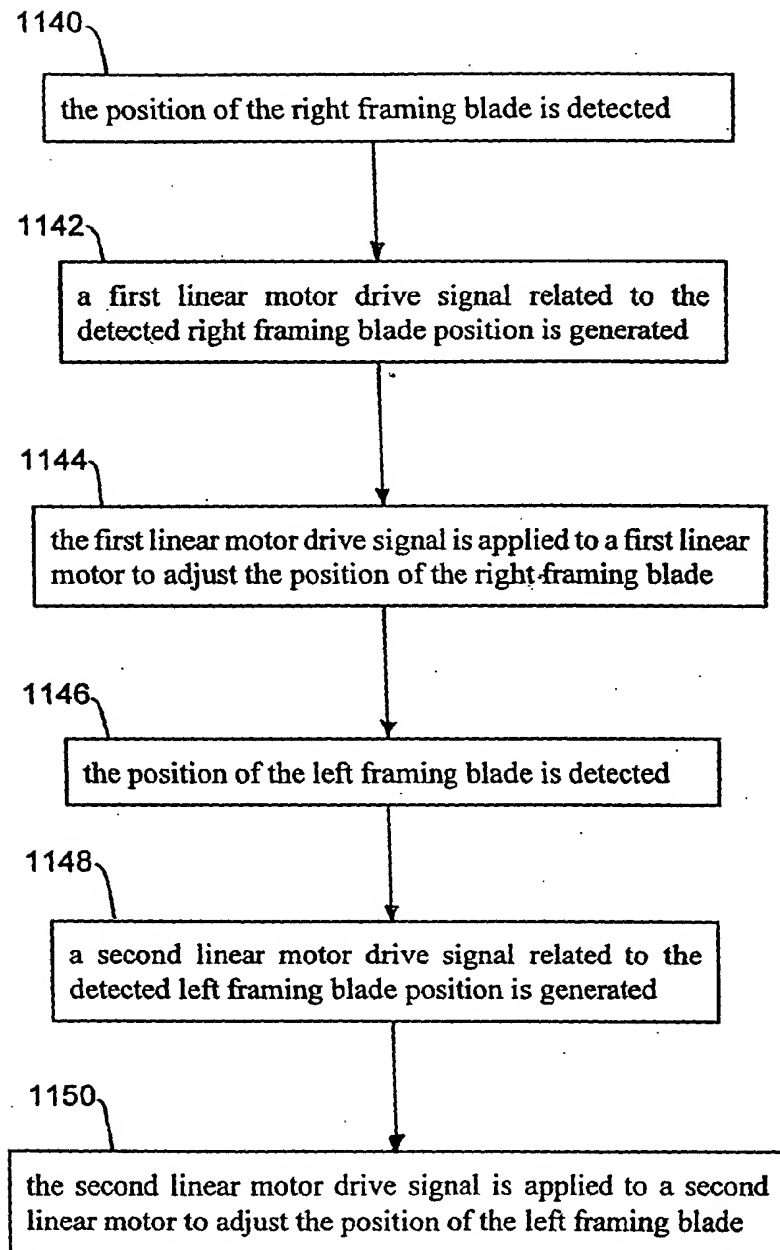 1140
the position of the right framing blade is detected
1142
a first linear motor drive signal related to the
detected right framing blade position is generated
1144
the first linear motor drive signal is applied to a first linear
motor to adjust the position of the right framing blade
1146
the position of the left framing blade is detected
1148
a second linear motor drive signal related to the
detected left framing blade position is generated
1150
the second linear motor drive signal is applied to a second
linear motor to adjust the position of the left framing blade